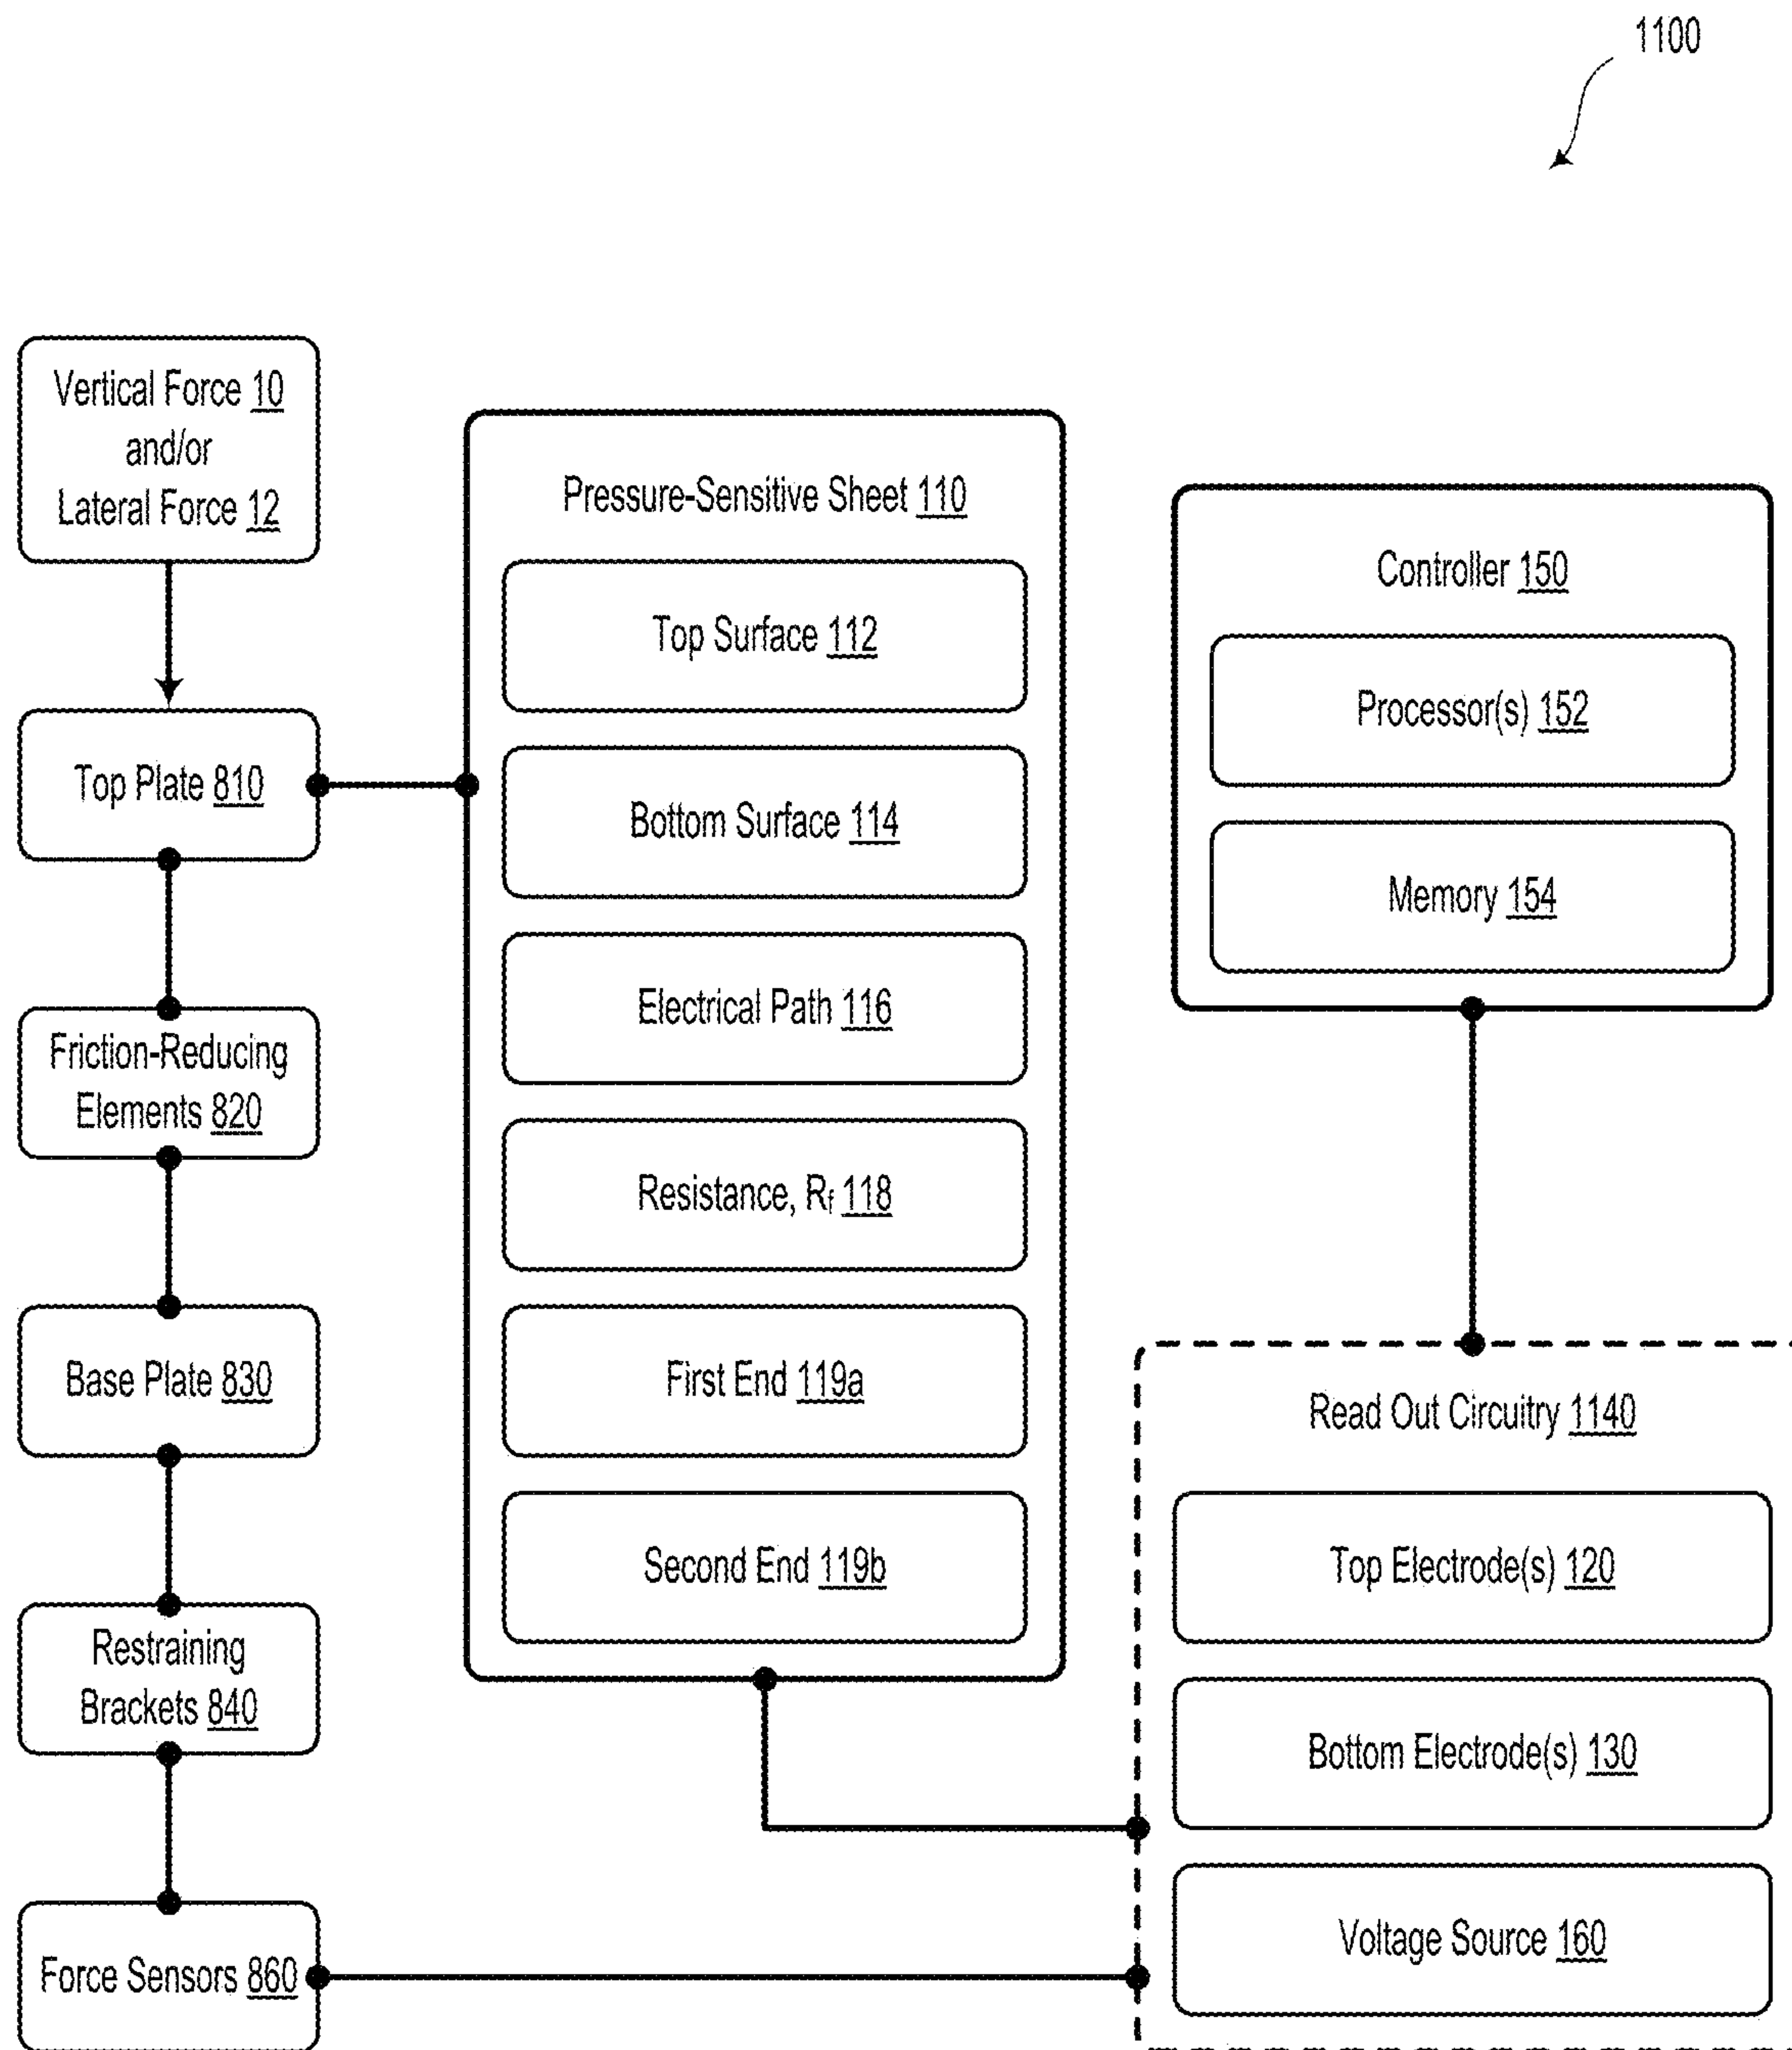 1100
Vertical Force 10
and/or
Lateral Force 12
Top Plate 810
Friction-Reducing
Elements 820
Base Plate 830
Restraining
Brackets 840
Force Sensors 860
Pressure-Sensitive Sheet 110
Top Surface 112
Bottom Surface 114
Electrical Path 116
Resistance, Rf 118
First End 119a
Second End 119b
Controller 150
Processor(s) 152
Memory 154
Read Out Circuitry 1140
Top Electrode(s) 120
Bottom Electrode(s) 130
Voltage Source 160